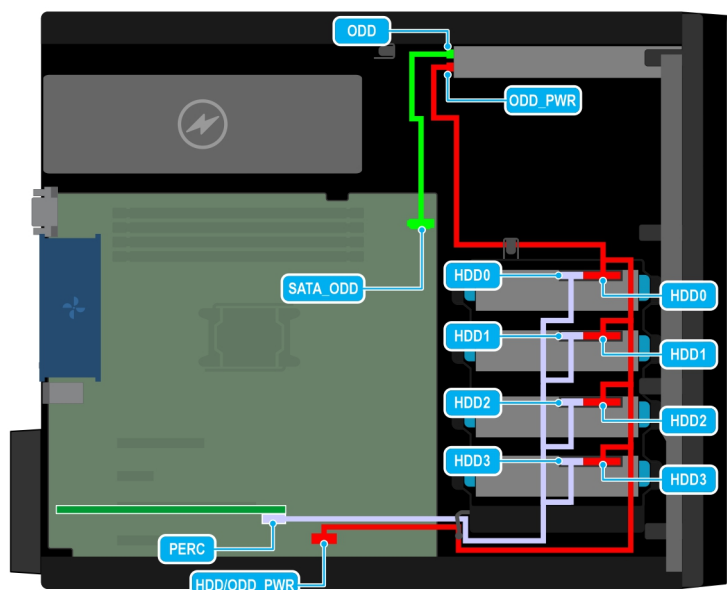 ODD
ODD_PWR
SATA_ODD
HDD0
HDD0
HDD1
HDD1
HDD2
HDD2
HDD3
HDD3
PERC
HDD/ODD_PWR